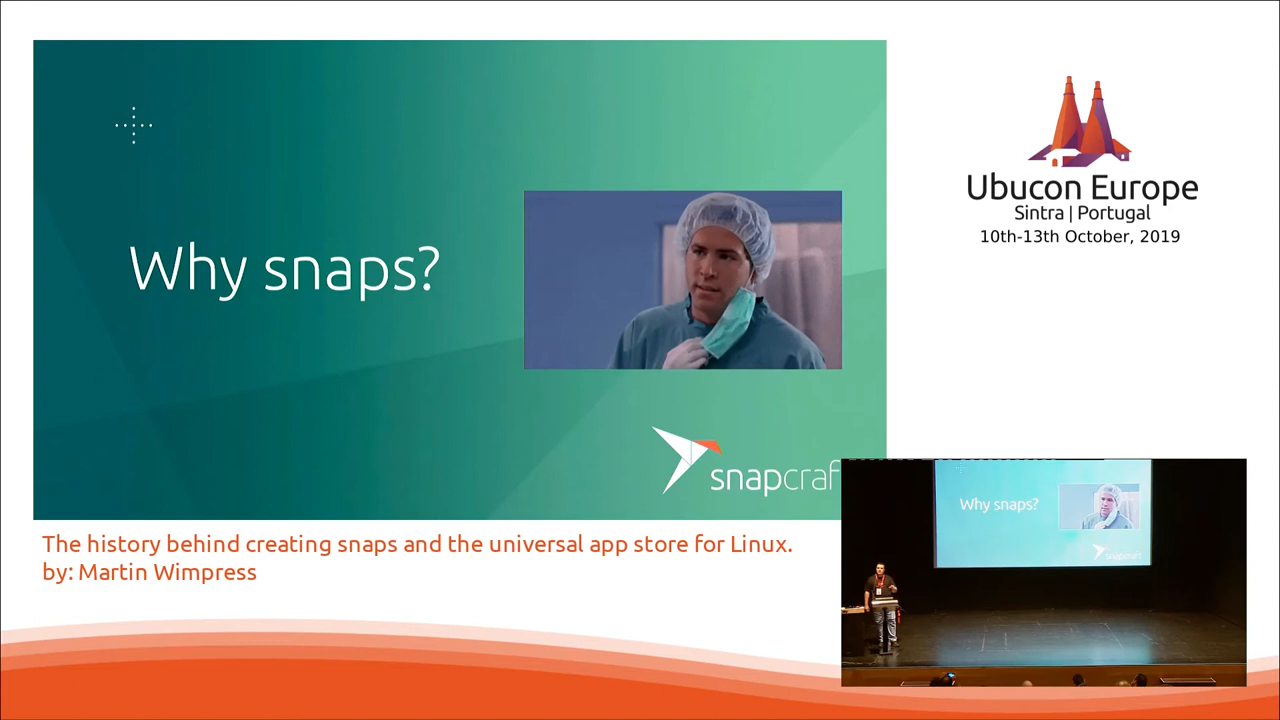 Why snaps?
snapcraf
The history behind creating snaps and the universal app store for Linux.
by: Martin Wimpress
Ubucon Europe
Sintra | Portugal
10th-13th October, 2019
Why snaps?
snapcraft